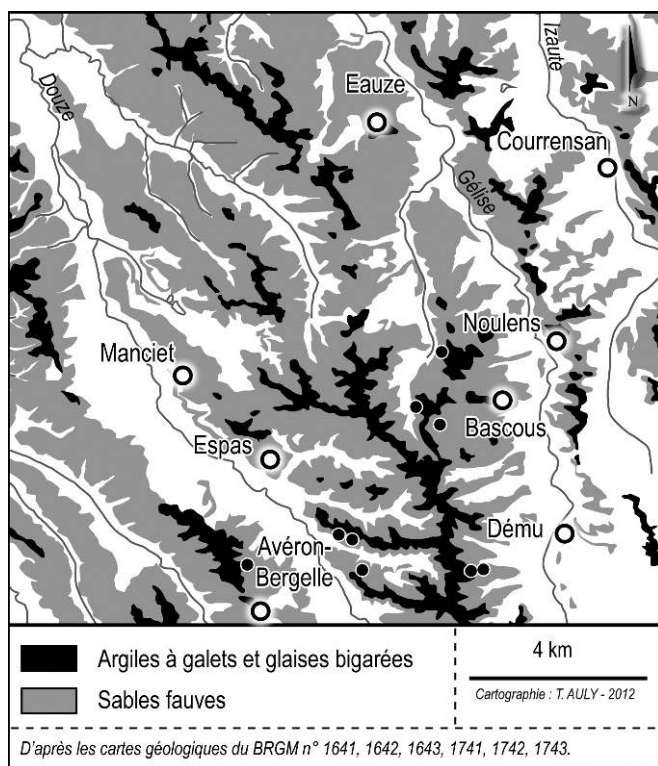 Izaute
Douze
Eauze
N
Courrensan
Gélise
Noulens
Manciet
Bascous
Espas
Dému
Avéron-
Bergelle
Argiles à galets et glaises bigarées
Sables fauves
4 km
Cartographie : T. AULY - 2012
D'après les cartes géologiques du BRGM n° 1641, 1642, 1643, 1741, 1742, 1743.